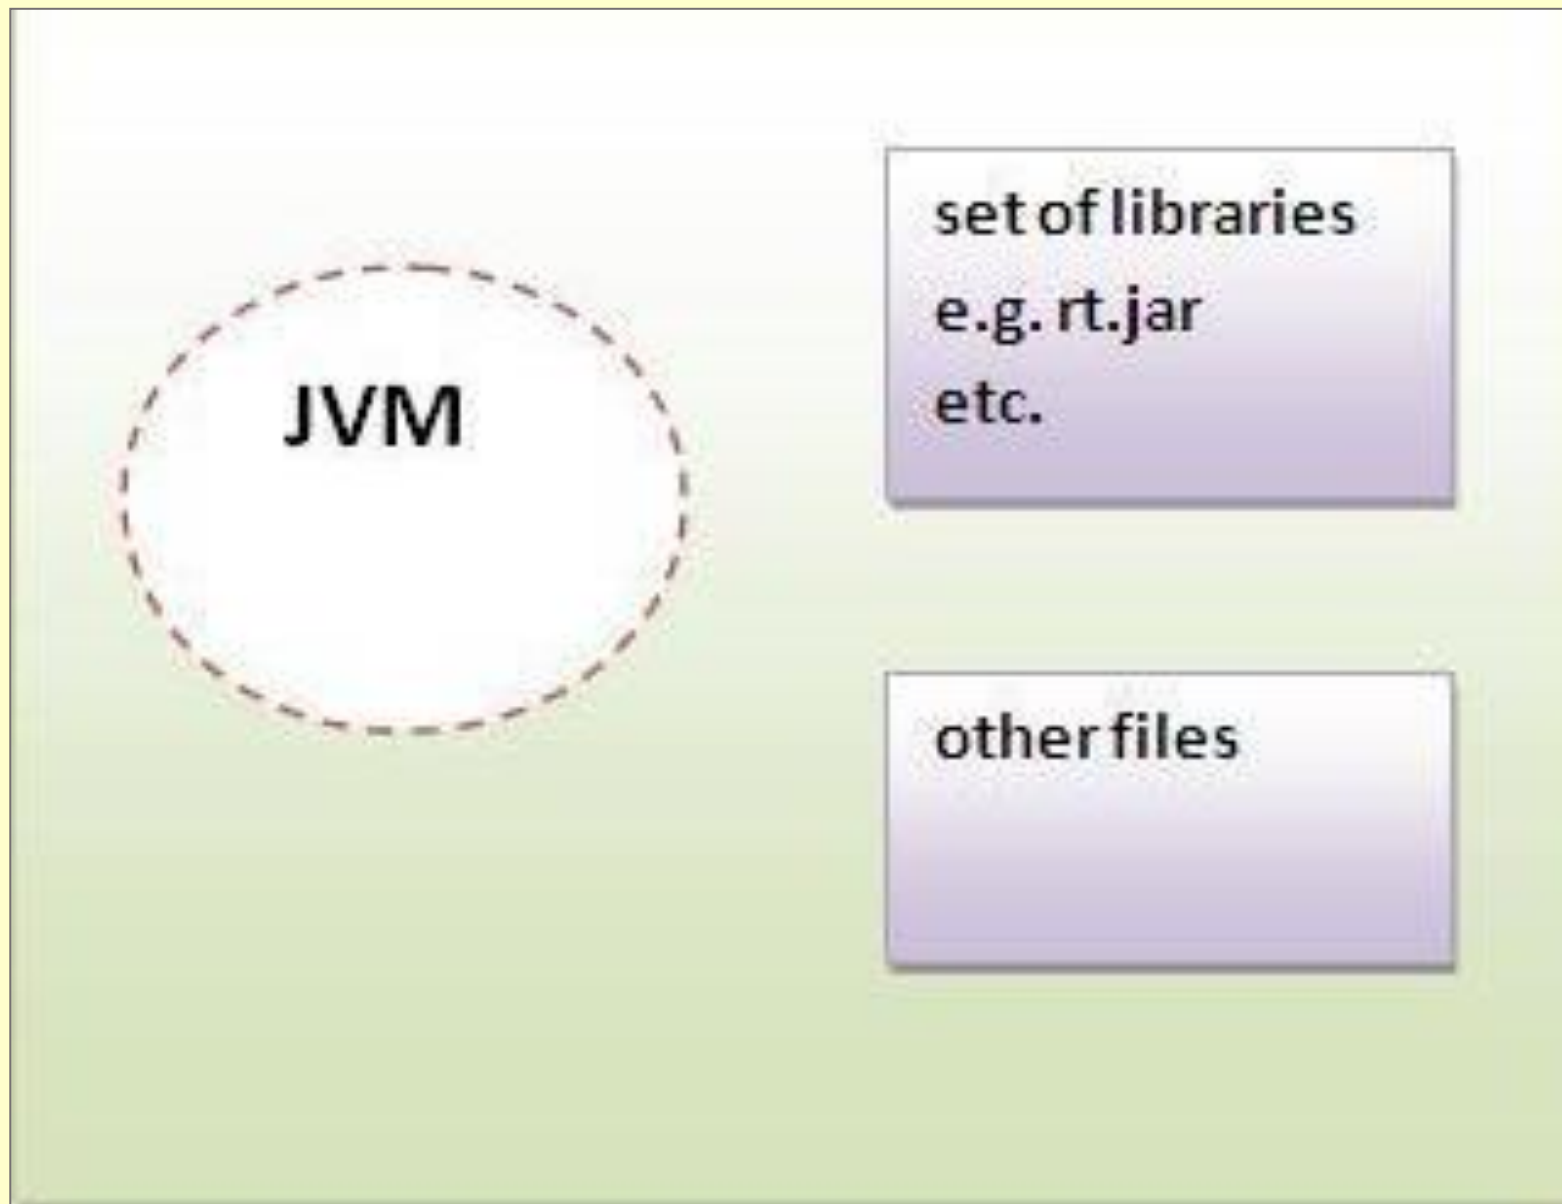 JVM
set of libraries
e.g. rt.jar
etc.
other files